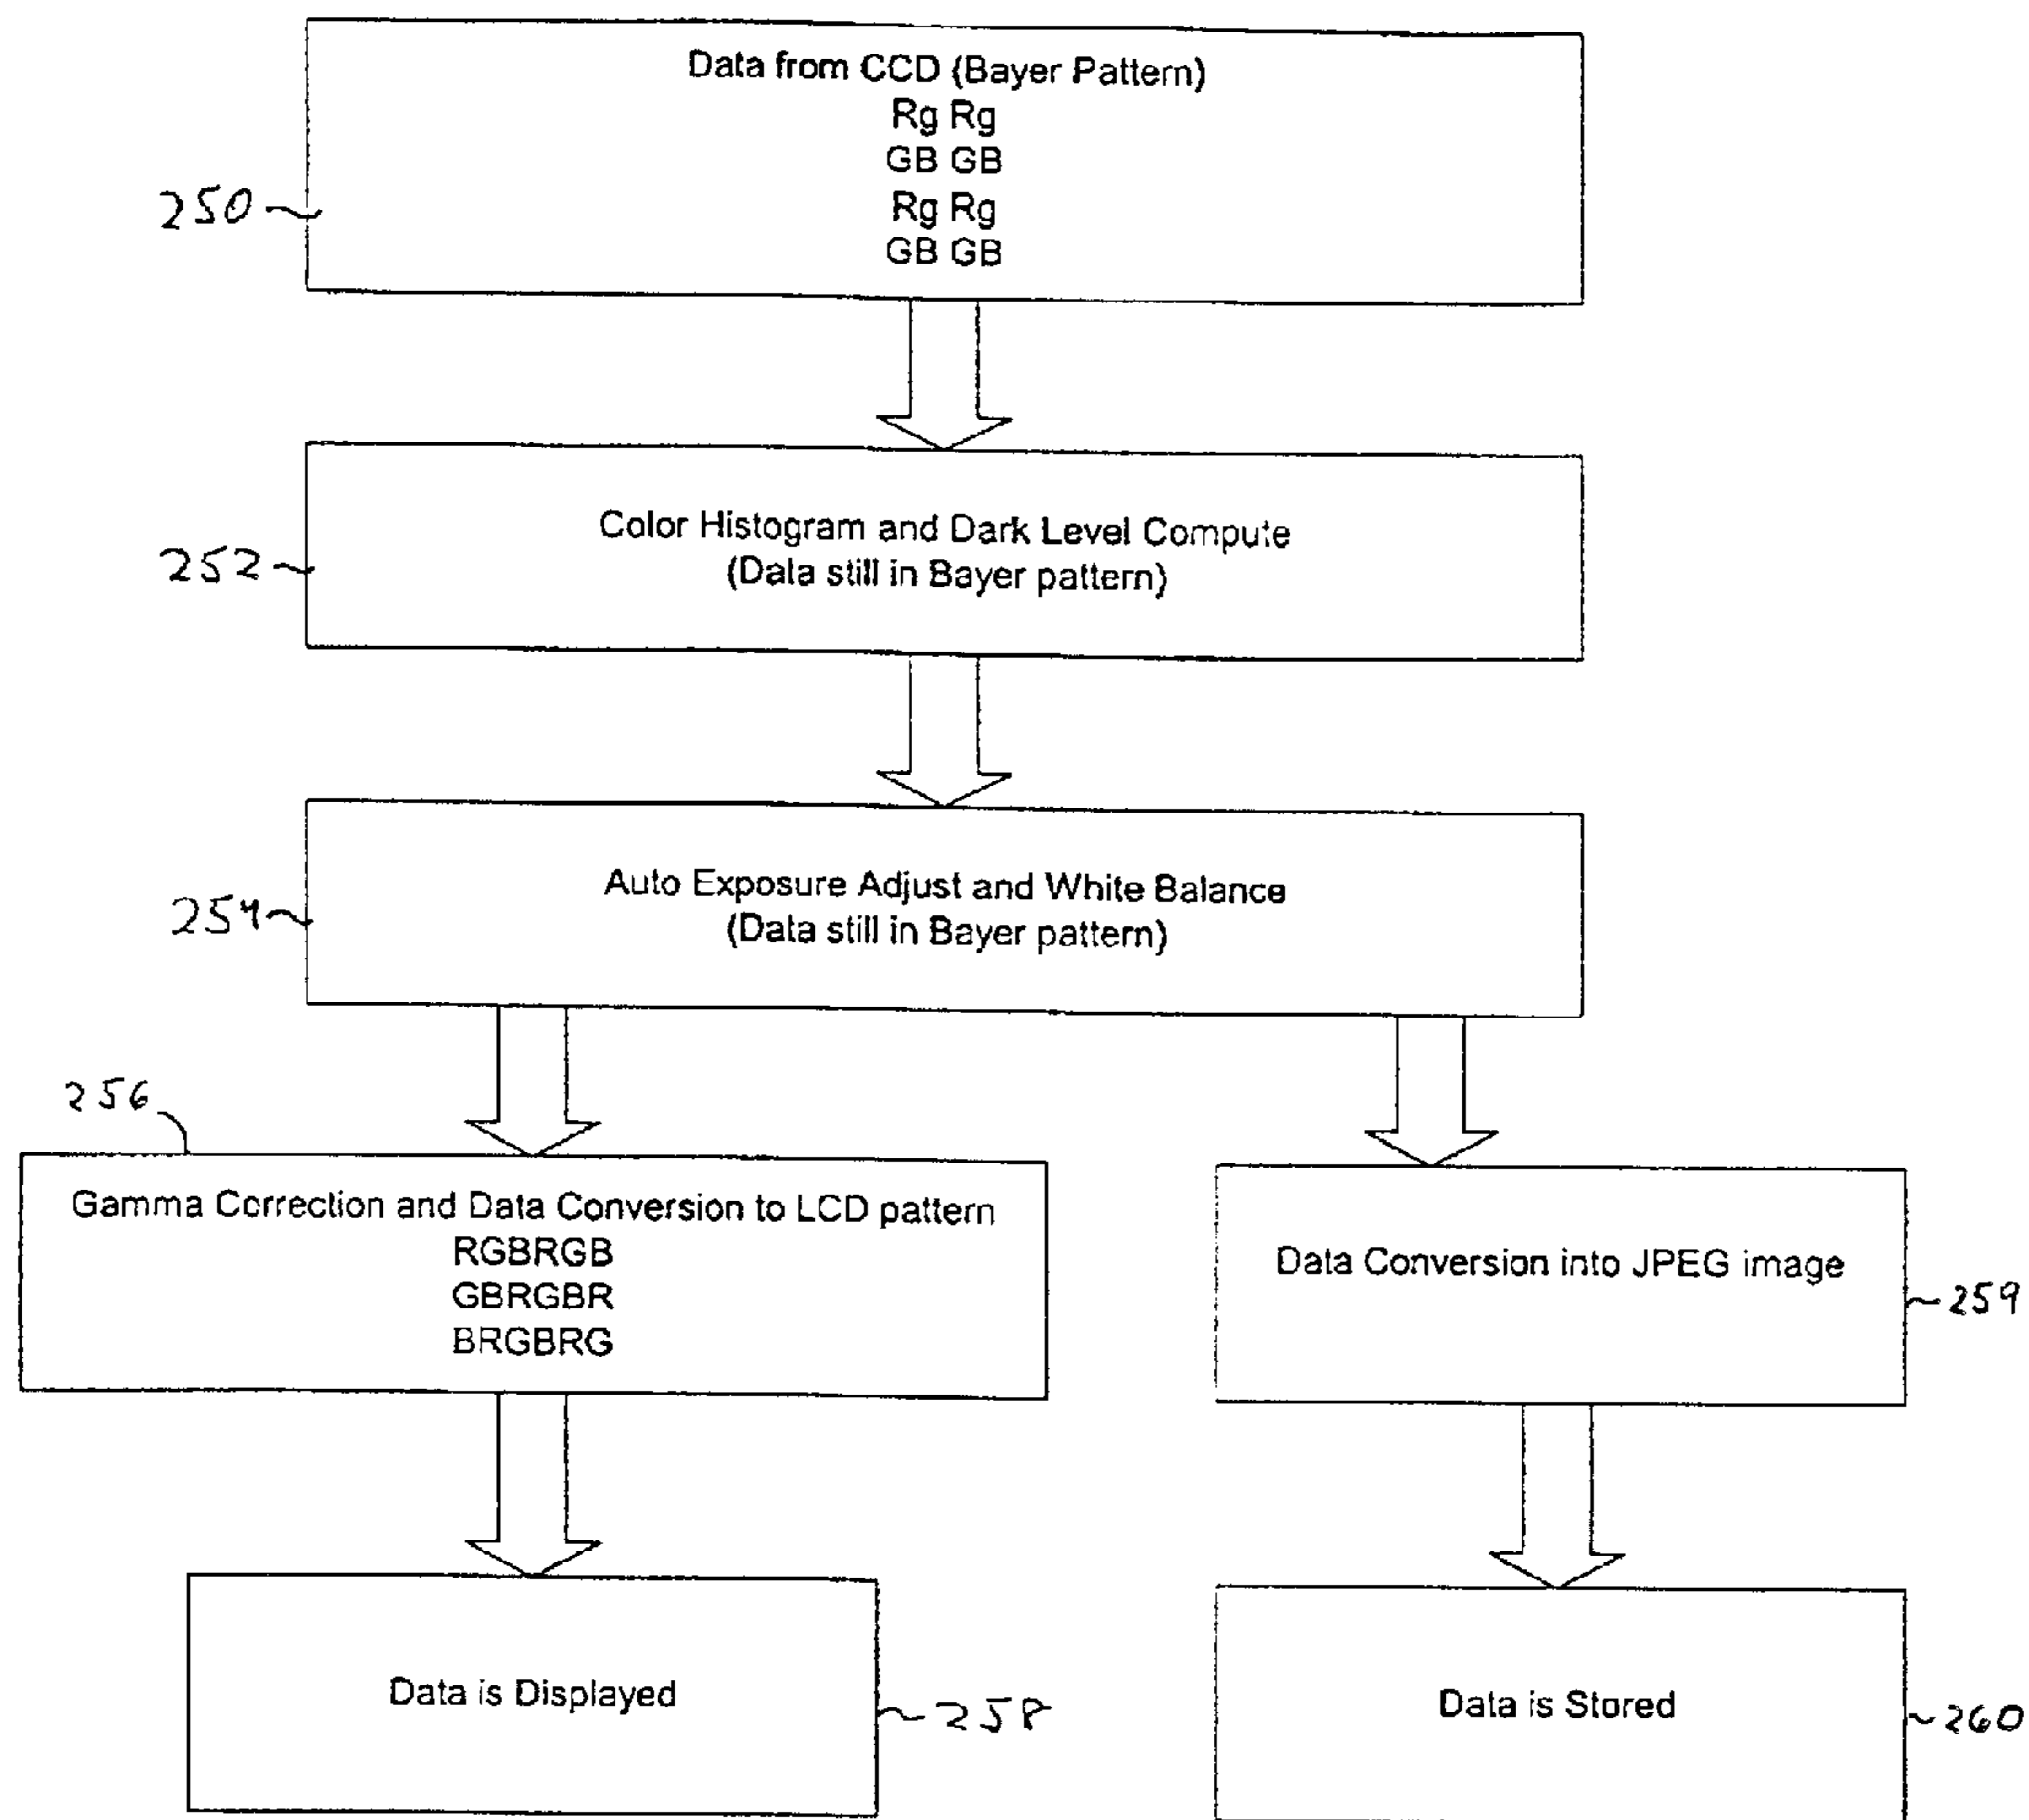 Data from CCD (Bayer Pattern)
Rg Rg
GB GB
250
Rg Rg
GB GB
Color Histogram and Dark Level Compute
252
(Data still in Bayer pattern)
Auto Exposure Adjust and White Balance
254
(Data still in Bayer pattern)
256
Gamma Correction and Data Conversion to LCD pattern
RGBRGB
GBRGBR
BRGBRG
Data Conversion into JPEG image
259
Data is Displayed
258
Data is Stored
260